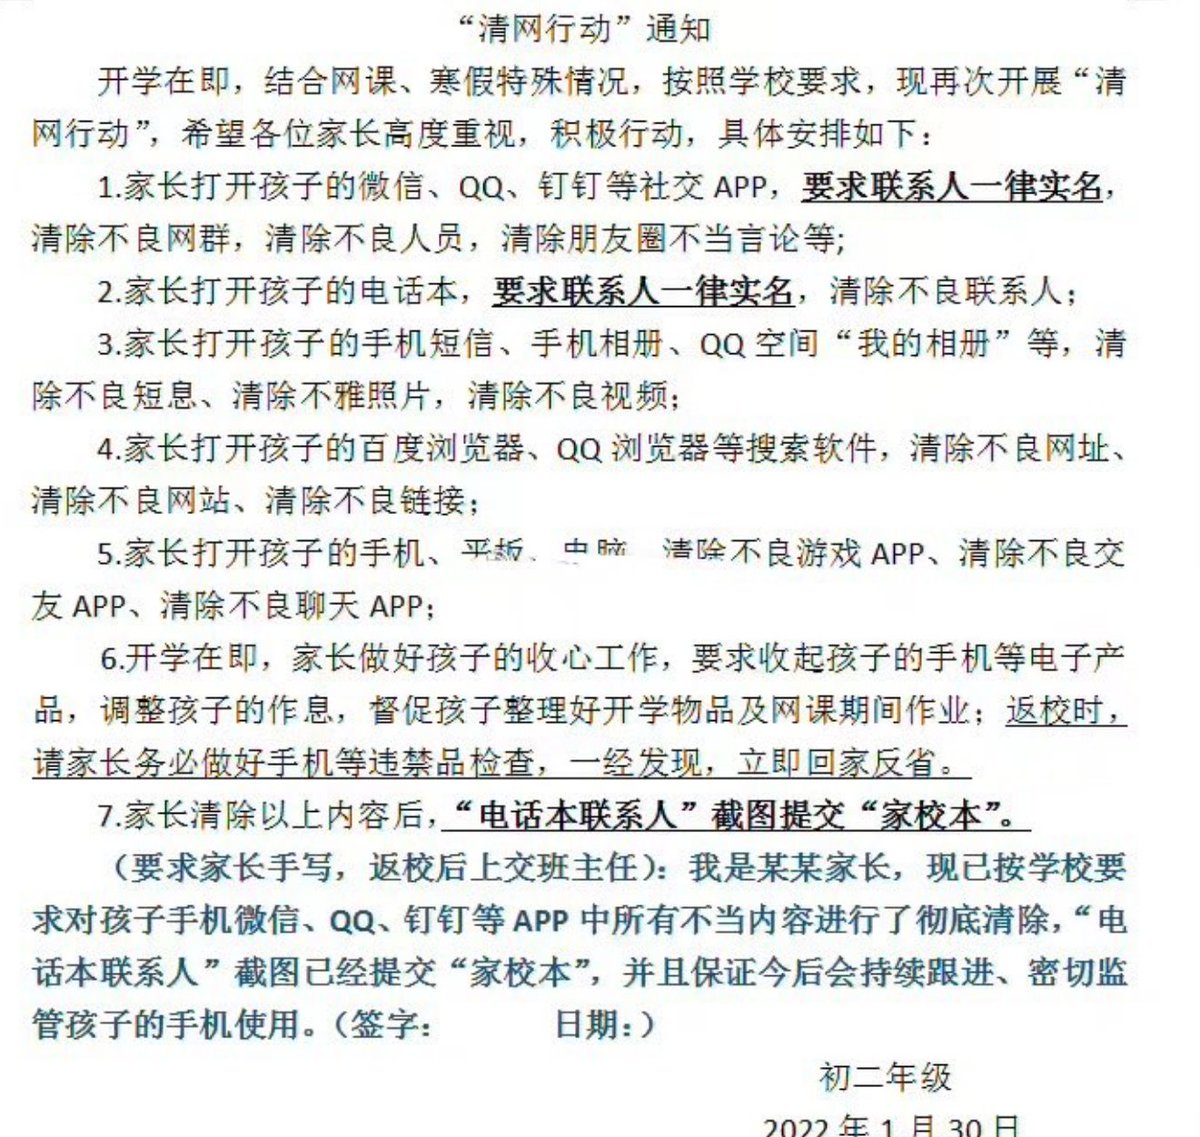 “清网行动”通知
开学在即，结合网课、寒假特殊情况，按照学校要求，现再次开展“清
网行动”，希望各位家长高度重视，积极行动，具体安排如下：
1.家长打开孩子的微信、QQ、钉钉等社交 APP，要求联系人一律实名，
清除不良网群，清除不良人员，清除朋友圈不当言论等;
2.家长打开孩子的电话本，要求联系人一律实名，清除不良联系人；
3.家长打开孩子的手机短信、手机相册、QQ 空间“我的相册”等，清
除不良短息、清除不雅照片，清除不良视频；
4.家长打开孩子的百度浏览器、QQ 浏览器等搜索软件，清除不良网址、
清除不良网站、清除不良链接；
5.家长打开孩子的手机、平板、电脑 清除不良游戏 APP、清除不良交
友 APP、清除不良聊天 APP；
6.开学在即，家长做好孩子的收心工作，要求收起孩子的手机等电子产
品，调整孩子的作息，督促孩子整理好开学物品及网课期间作业；返校时，
请家长务必做好手机等违禁品检查，一经发现，立即回家反省。
7.家长清除以上内容后，“电话本联系人”截图提交“家校本”。
（要求家长手写，返校后上交班主任）：我是某某家长，现已按学校要
求对孩子手机微信、QQ、钉钉等 APP 中所有不当内容进行了彻底清除，“电
话本联系人”截图已经提交“家校本”，并且保证今后会持续跟进、密切监
管孩子的手机使用。（签字： 日期：）
初二年级
2022 年 1 月 30 日